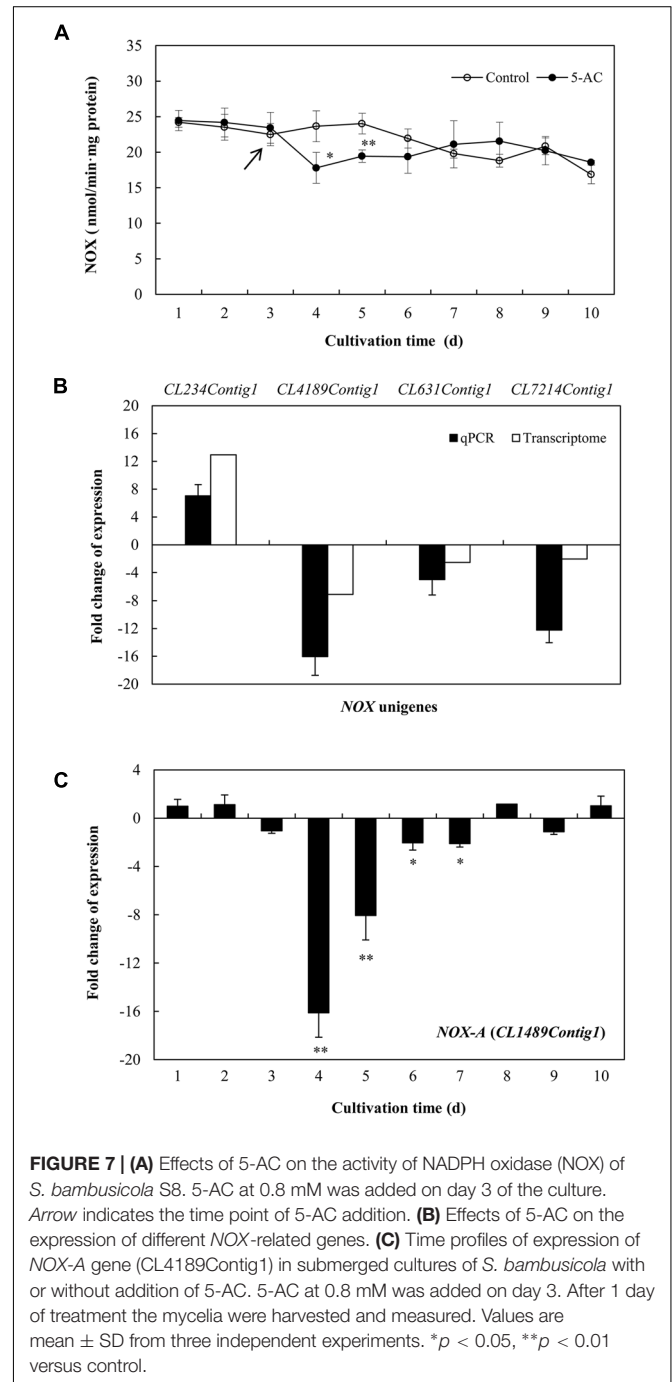 A
35
30
25
20
15
10
5
0
NOX ( nmol/min·mg protein)
Control 5-AC
*
**
1 2 3 4 5 6 7 8 9 10
Cultivation time (d)
B
CL234Contig1 CL4189Contig1 CL631Contig1 CL7214Contig1
20
16
12
8
4
0
-4
-8
-12
-16
-20
Fold change of expression
qPCR Transcriptome
NOX unigenes
C
4
0
-4
-8
-12
-16
-20
Fold change of expression
**
**
*
*
NOX-A (CL1489Contig1)
1 2 3 4 5 6 7 8 9 10
Cultivation time (d)
FIGURE 7 | (A) Effects of 5-AC on the activity of NADPH oxidase (NOX) of
S. bambusicola S8. 5-AC at 0.8 mM was added on day 3 of the culture.
Arrow indicates the time point of 5-AC addition. (B) Effects of 5-AC on the
expression of different NOX-related genes. (C) Time profiles of expression of
NOX-A gene (CL4189Contig1) in submerged cultures of S. bambusicola with
or without addition of 5-AC. 5-AC at 0.8 mM was added on day 3. After 1 day
of treatment the mycelia were harvested and measured. Values are
mean ± SD from three independent experiments. *p < 0.05, **p < 0.01
versus control.